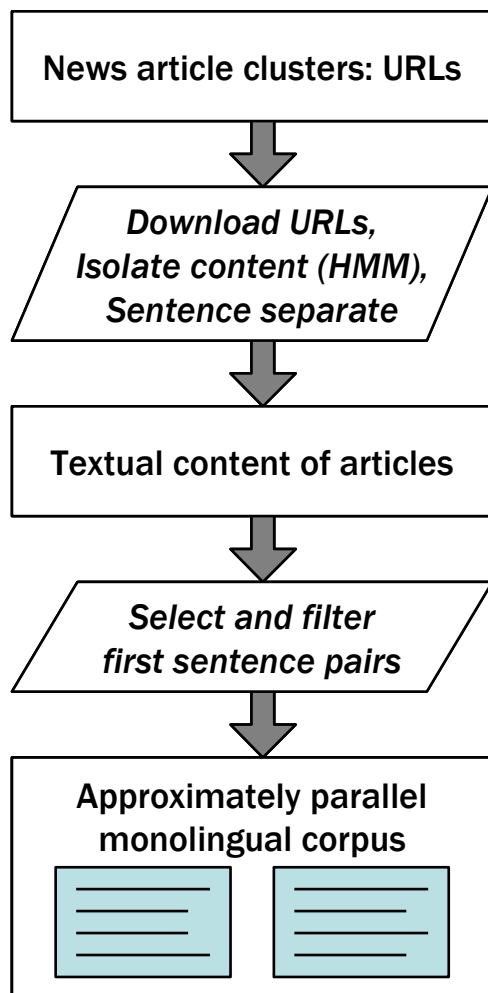 News article clusters: URLs
Download URLs,
Isolate content (HMM),
Sentence separate
Textual content of articles
Select and filter
first sentence pairs
Approximately parallel
monolingual corpus